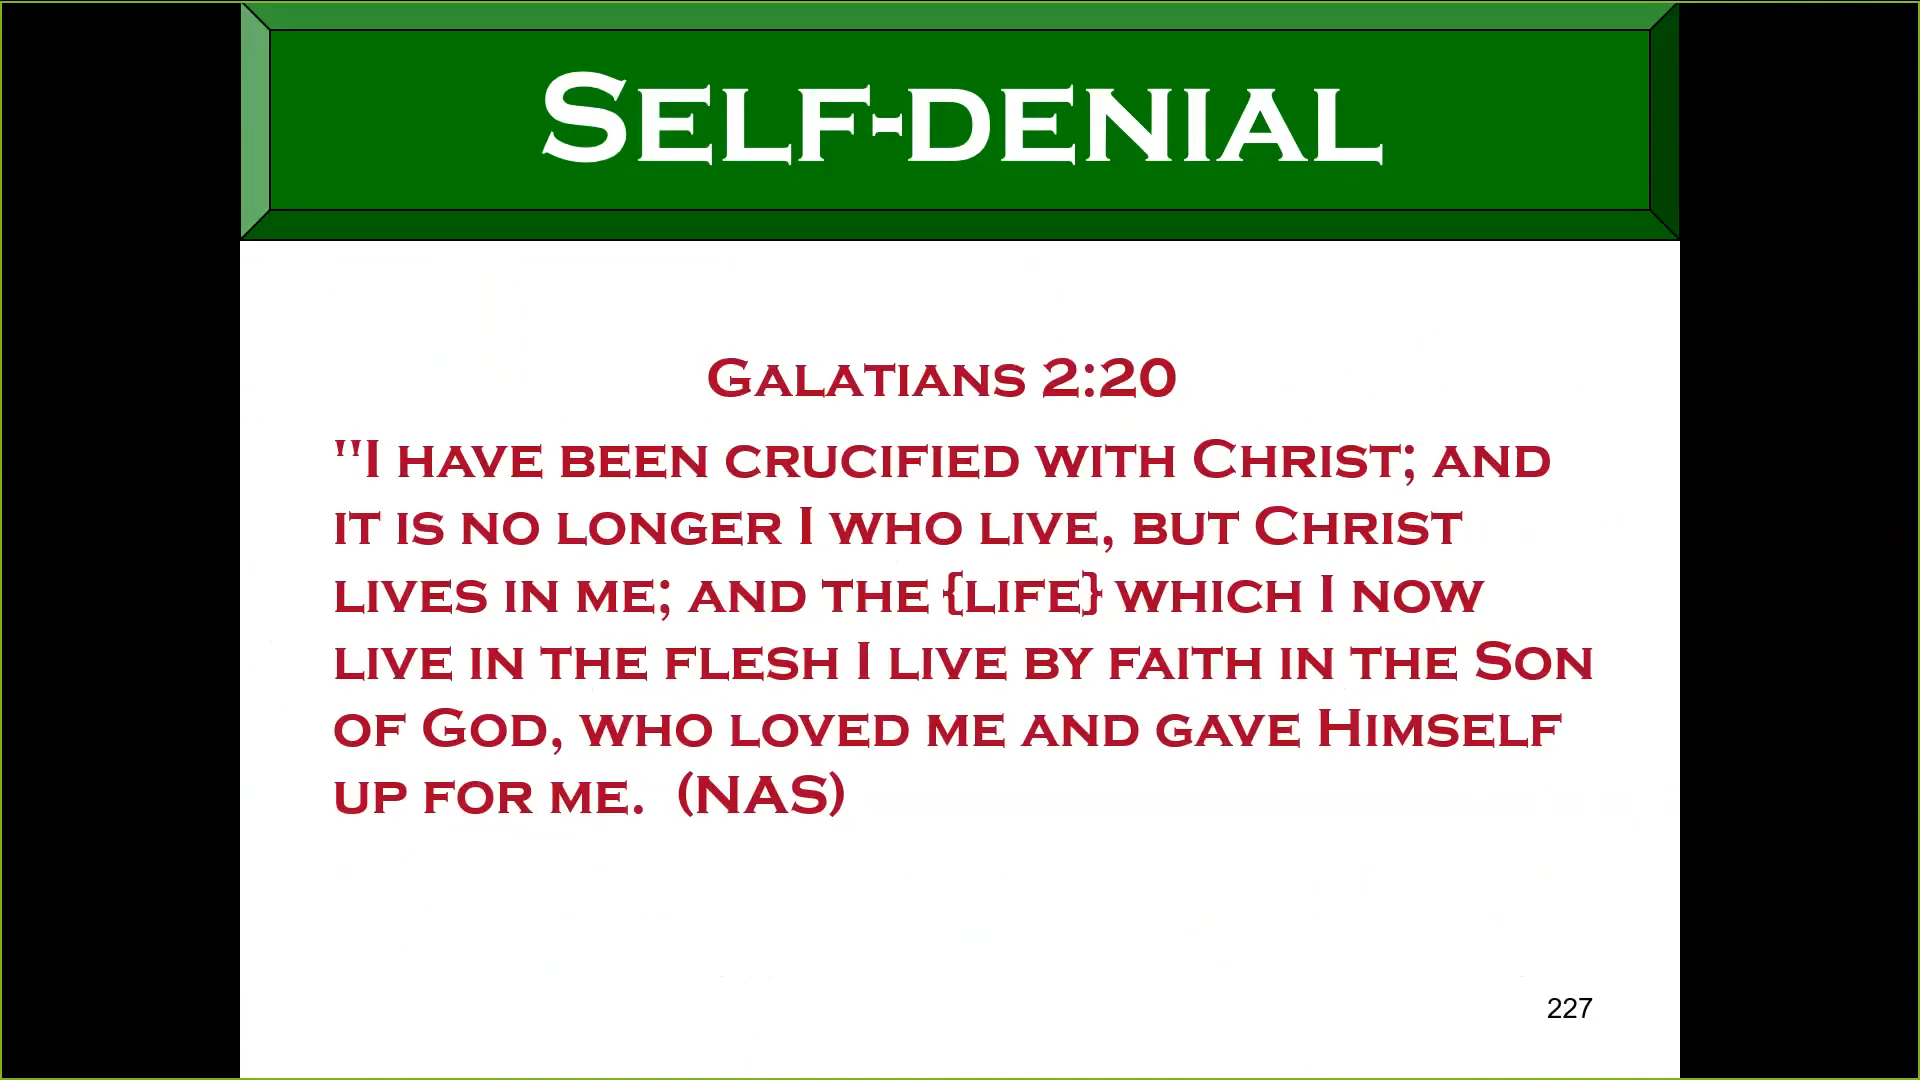 Self-denial
Galatians 2:20
"I have been crucified with Christ; and
it is no longer I who live, but Christ
lives in me; and the {life} which I now
live in the flesh I live by faith in the Son
of God, who loved me and gave Himself
up for me.  (NAS)
227